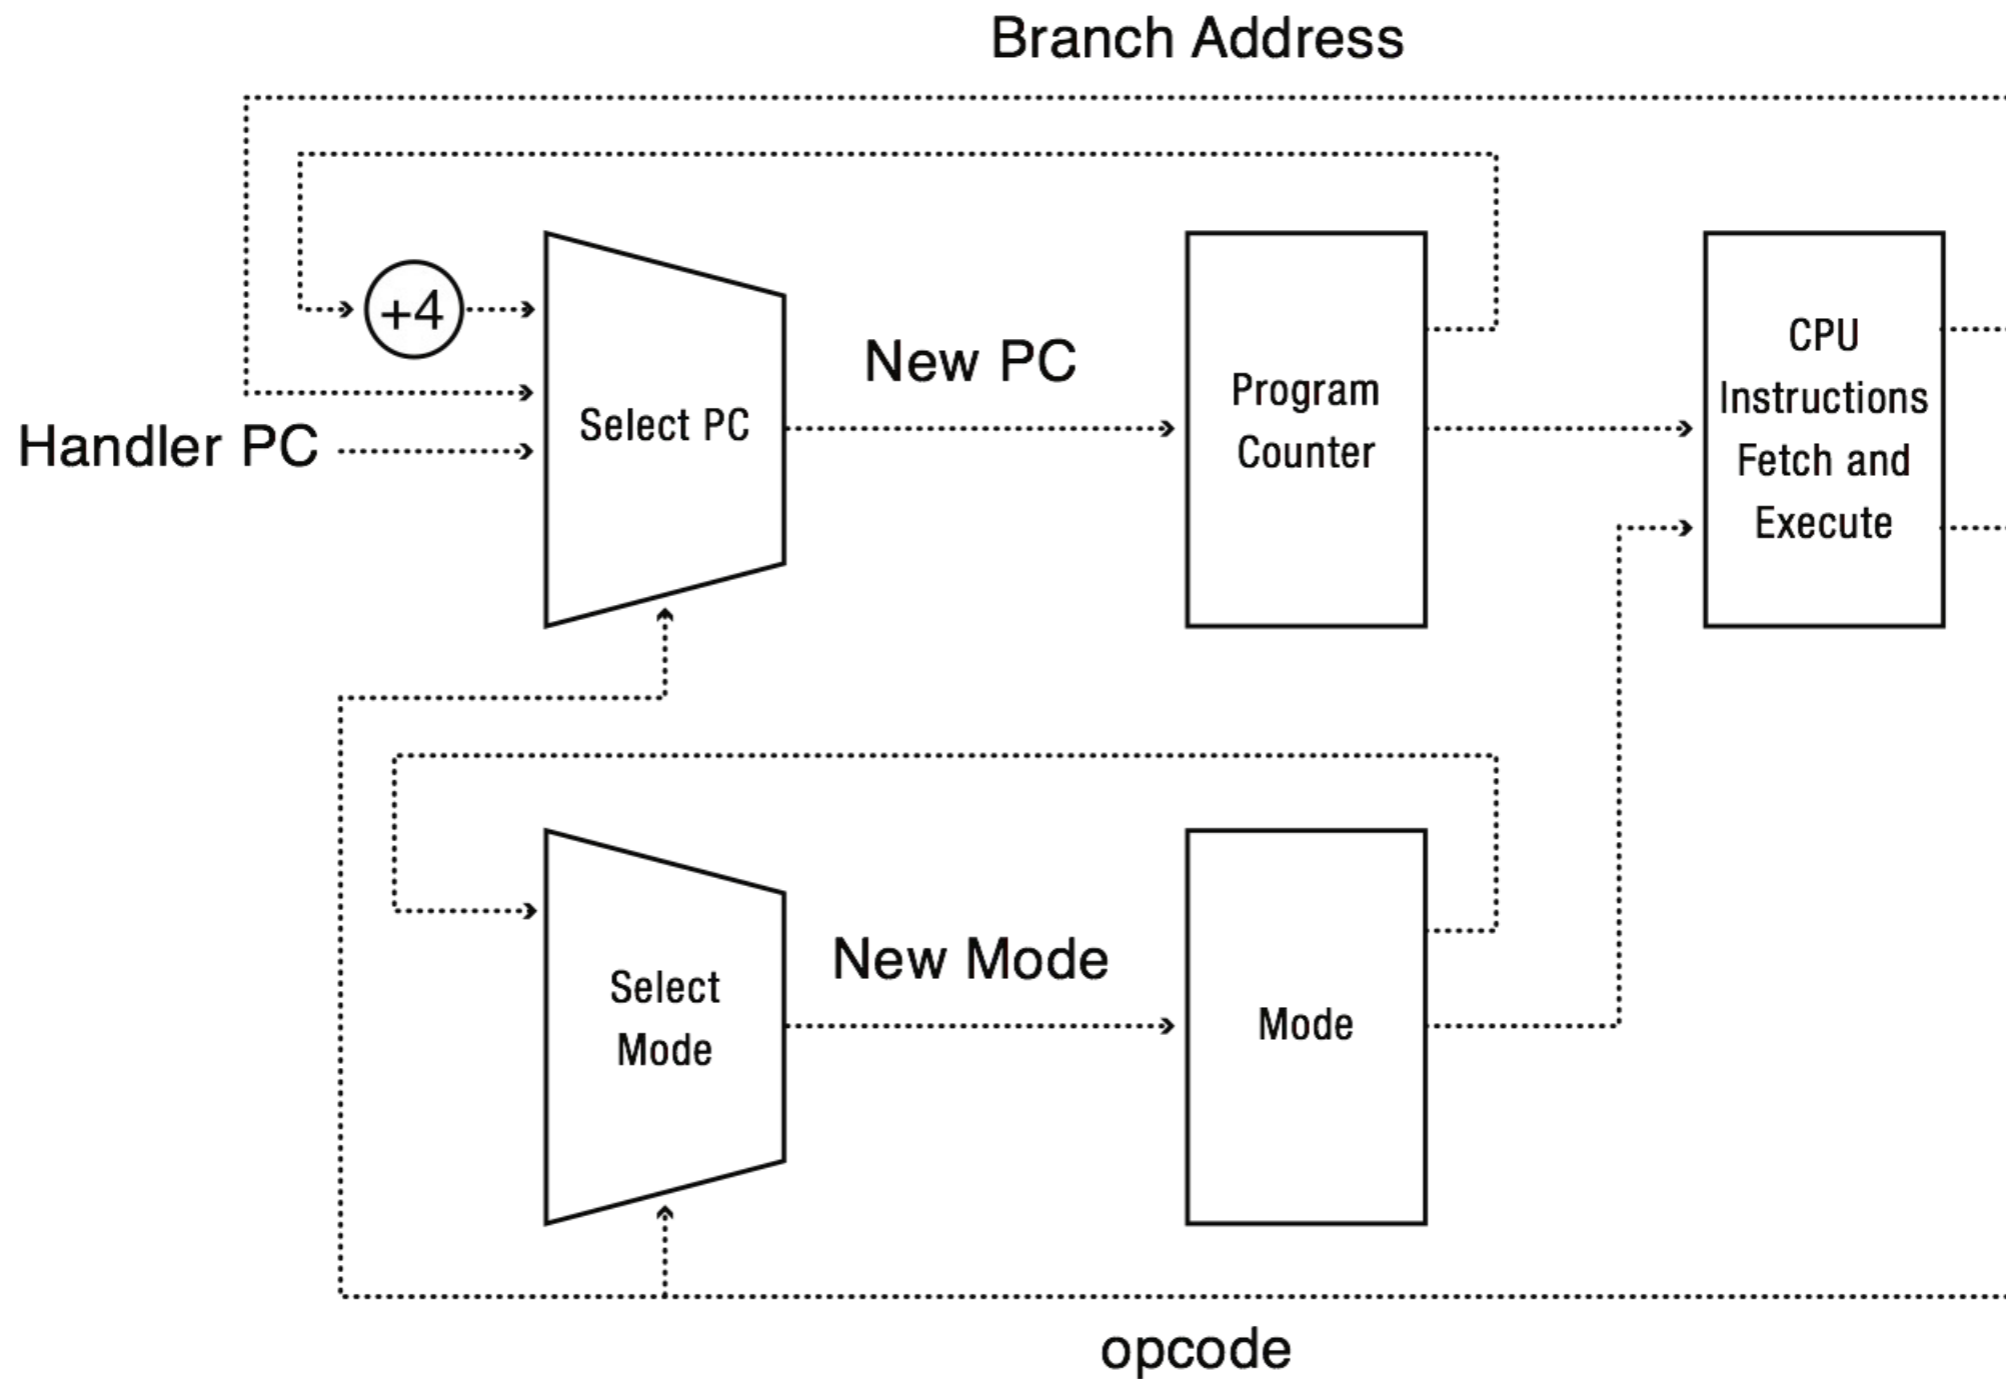 Branch Address
+4
Handler PC
Select PC
New PC
Program
Counter
CPU
Instructions
Fetch and
Execute
Select
Mode
New Mode
Mode
opcode